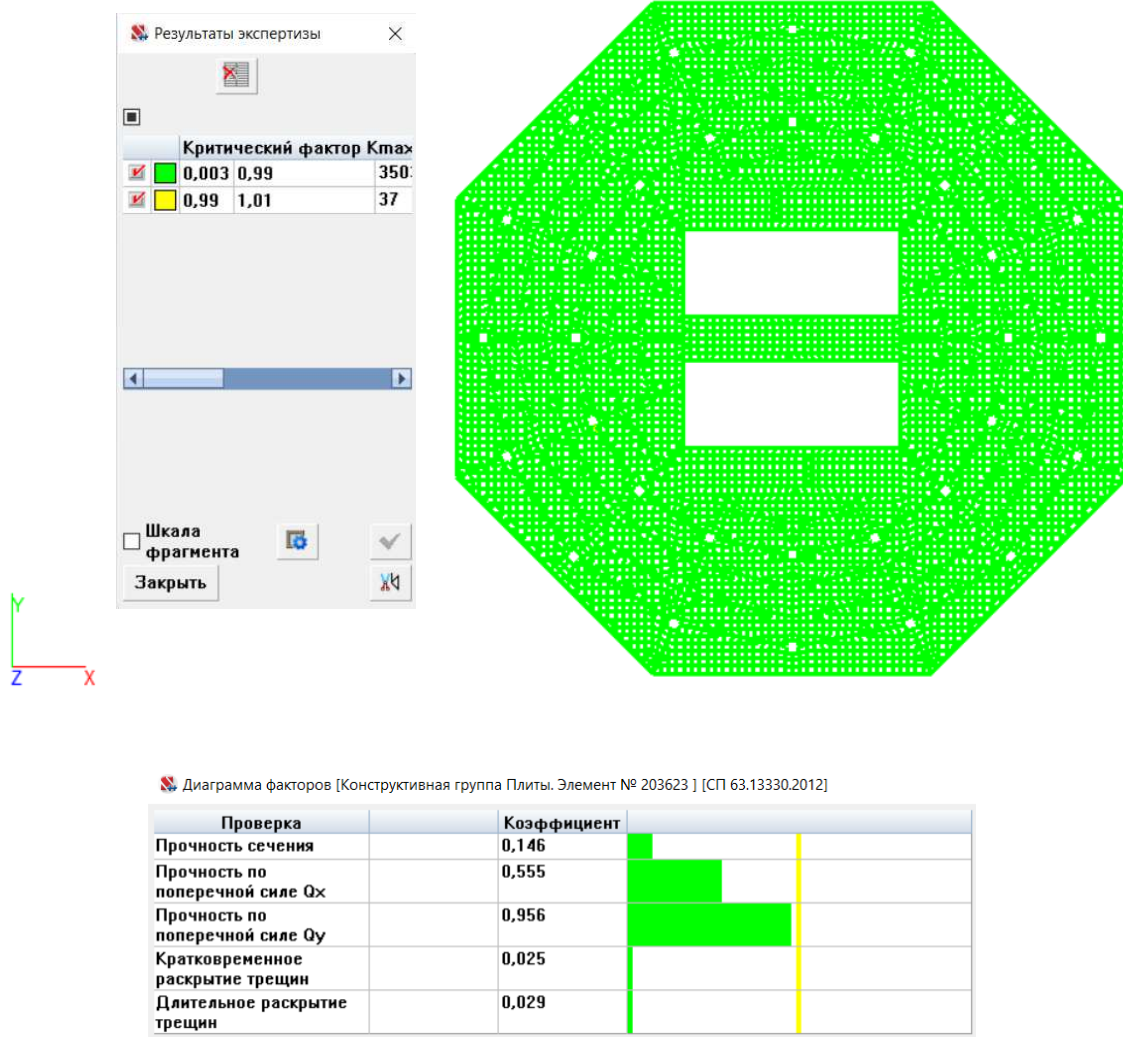 Результаты экспертизы
Критический фактор Kmax
0,003 0,99 350
0,99 1,01 37
Шкала
фрагмента
Закрыть
Y
Z X
Диаграмма факторов [Конструктивная группа Плиты. Элемент № 203623 ] [СП 63.13330.2012]
Проверка Коэффициент
Прочность сечения 0,146
Прочность по 0,555
поперечной силе Qx
Прочность по 0,956
поперечной силе Qy
Кратковременное 0,025
раскрытие трещин
Длительное раскрытие 0,029
трещин